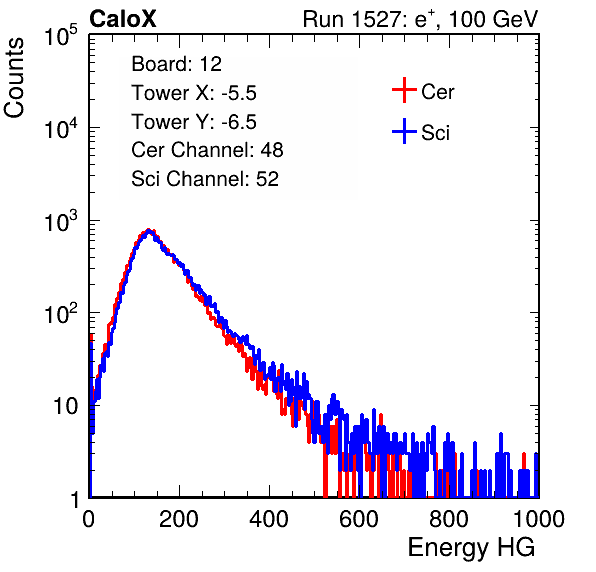 CaloX Run 1527: e⁺, 100 GeV
Counts
10⁵
10⁴
10³
10²
10
1
Board: 12
Tower X: -5.5
Tower Y: -6.5
Cer Channel: 48
Sci Channel: 52
Cer
Sci
0 200 400 600 800 1000
Energy HG